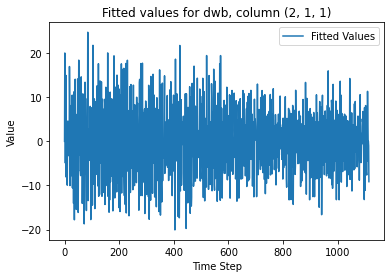 Fitted values for dwb, column (2, 1, 1)
Fitted Values
Value
20
10
0
−10
−20
0
200
400
600
800
1000
Time Step